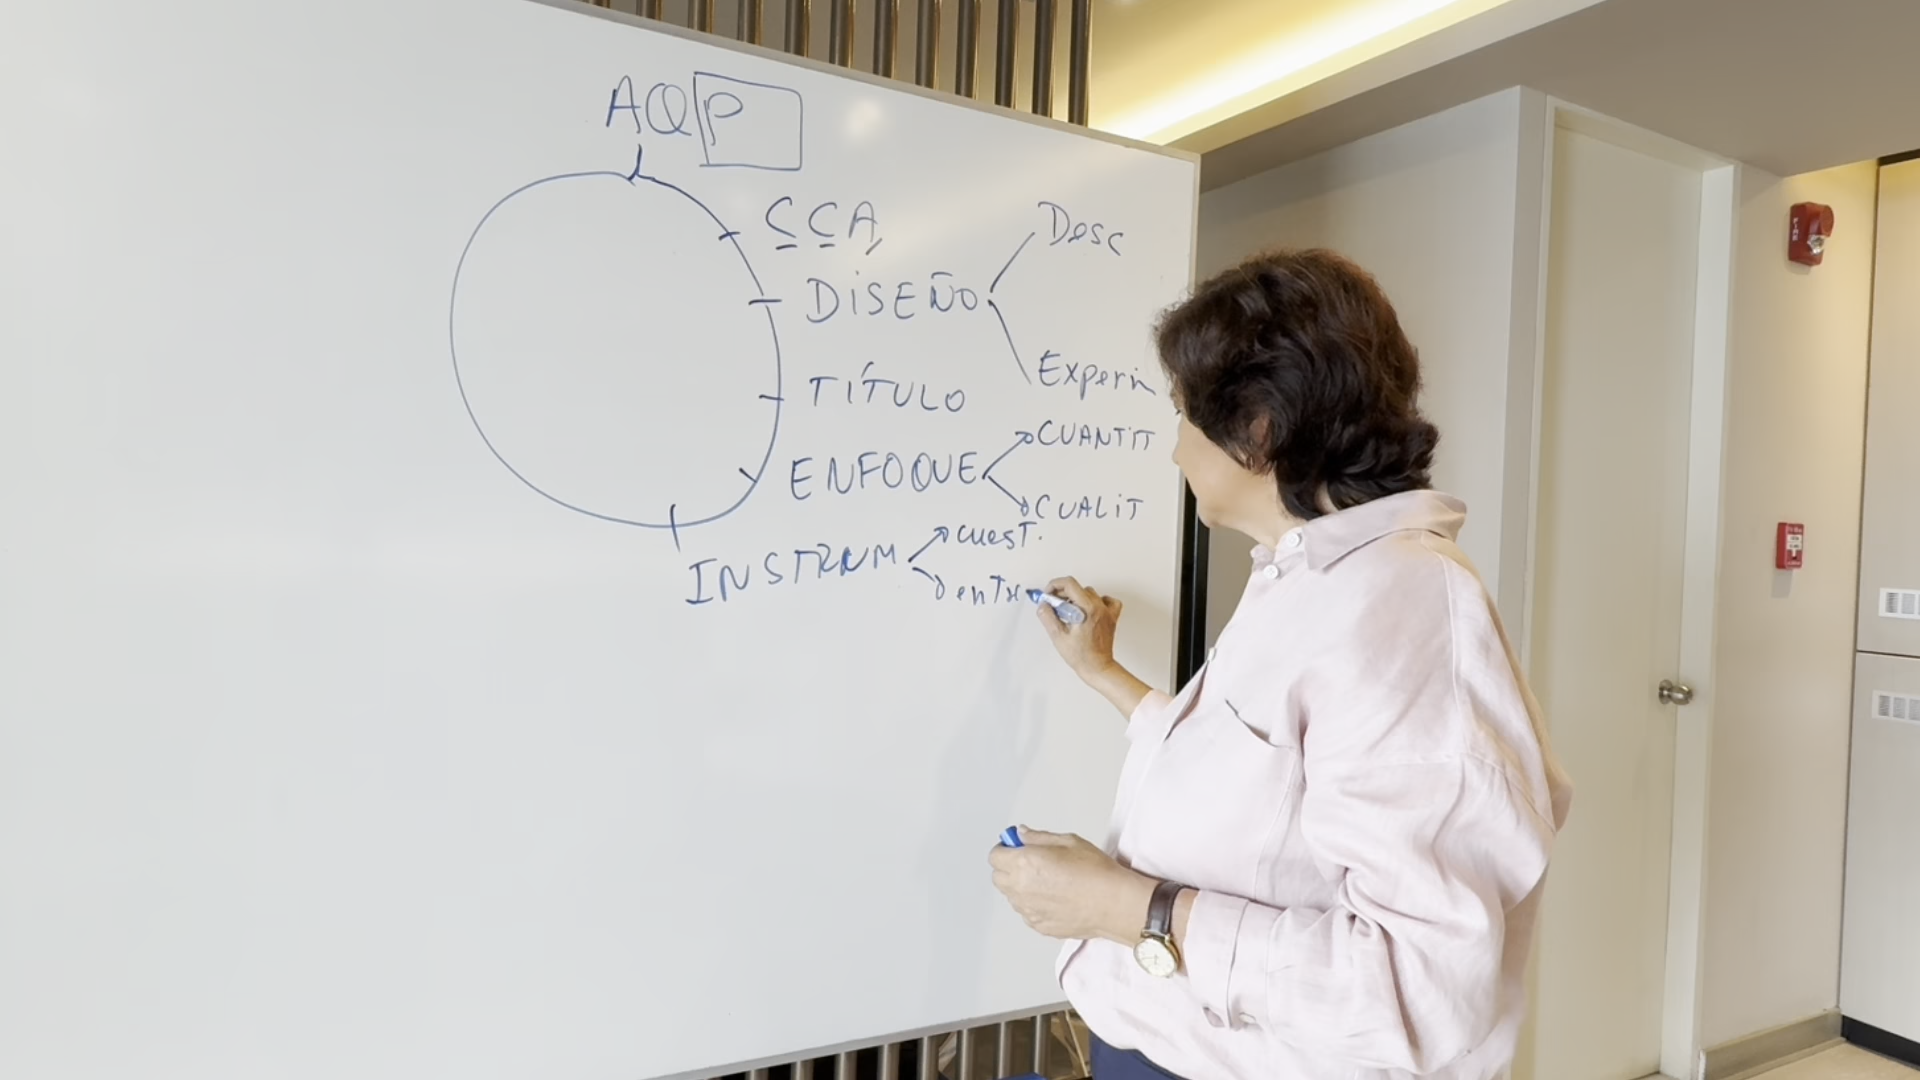 AQP
CCA
DISEÑO
Desc
Experim
TÍTULO
ENFOQUE
CUANTIT
CUALIT
INSTRUM
cuest.
entre